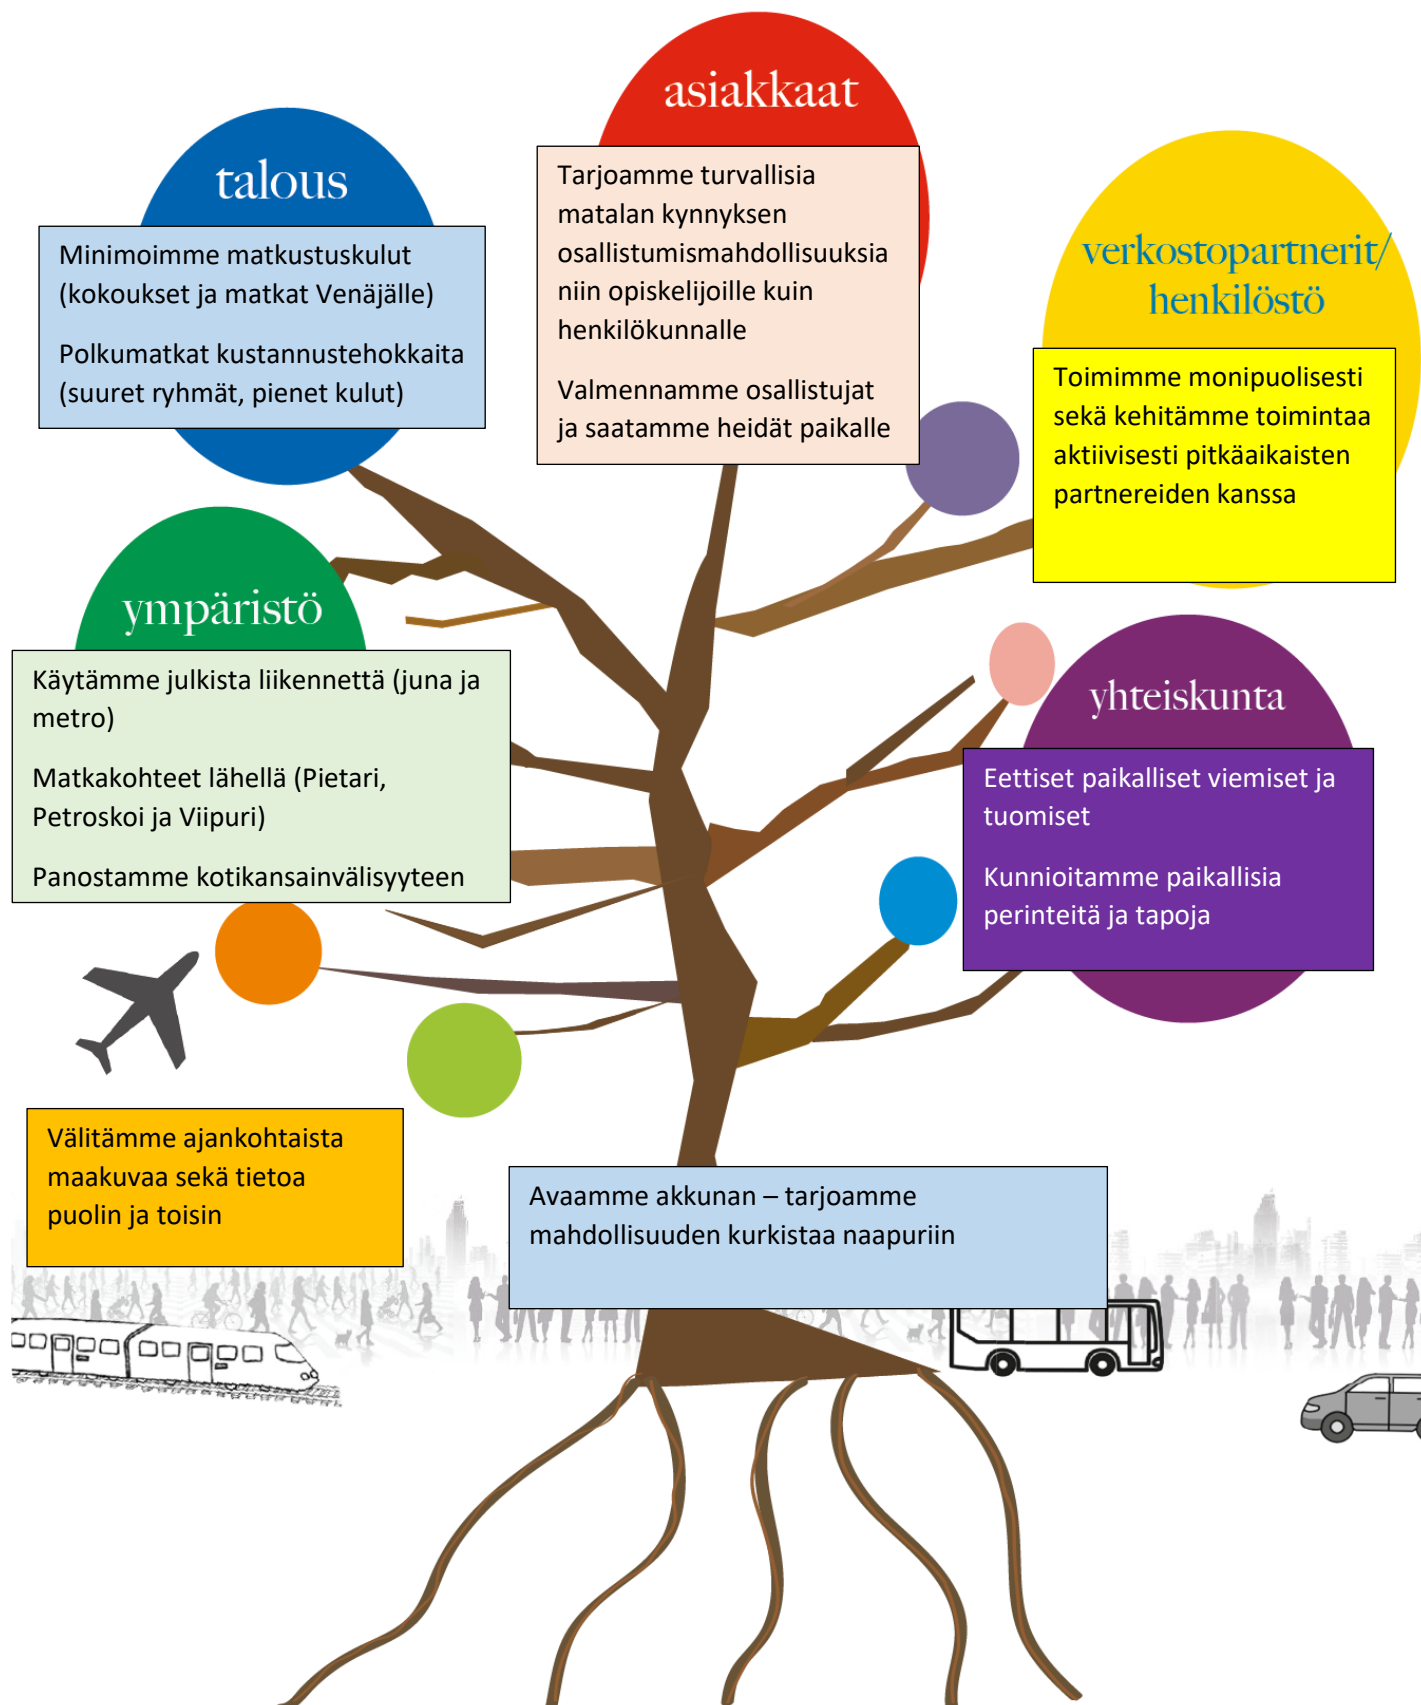 asiakkaat
Tarjoamme turvallisia
matalan kynnyksen
osallistumismahdollisuuksia
niin opiskelijoille kuin
henkilökunnalle
Valmennamme osallistujat
ja saatamme heidät paikalle
talous
Minimoimme matkustuskulut
(kokoukset ja matkat Venäjälle)
Polkumatkat kustannustehokkaita
(suuret ryhmät, pienet kulut)
verkostopartnerit/
henkilöstö
Toimimme monipuolisesti
sekä kehitämme toimintaa
aktiivisesti pitkäaikaisten
partnereiden kanssa
ympäristö
Käytämme julkista liikennettä (juna ja
metro)
Matkakohteet lähellä (Pietari,
Petroskoi ja Viipuri)
Panostamme kotikansainvälisyyteen
yhteiskunta
Eettiset paikalliset viemiset ja
tuomiset
Kunnioitamme paikallisia
perinteitä ja tapoja
Välitämme ajankohtaista
maakuvaa sekä tietoa
puolin ja toisin
Avaamme akkunan – tarjoamme
mahdollisuuden kurkistaa naapuriin